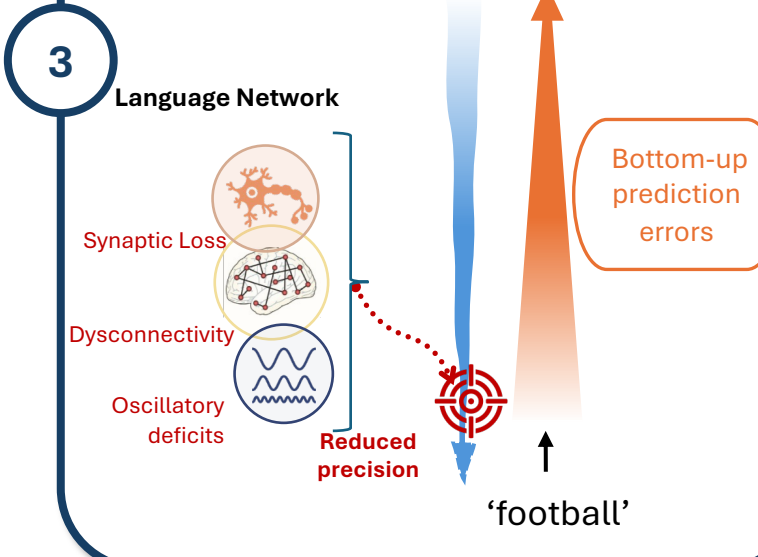 3
Language Network
Bottom-up
prediction
errors
Synaptic Loss
Dysconnectivity
Oscillatory
deficits
Reduced
precision
‘football’